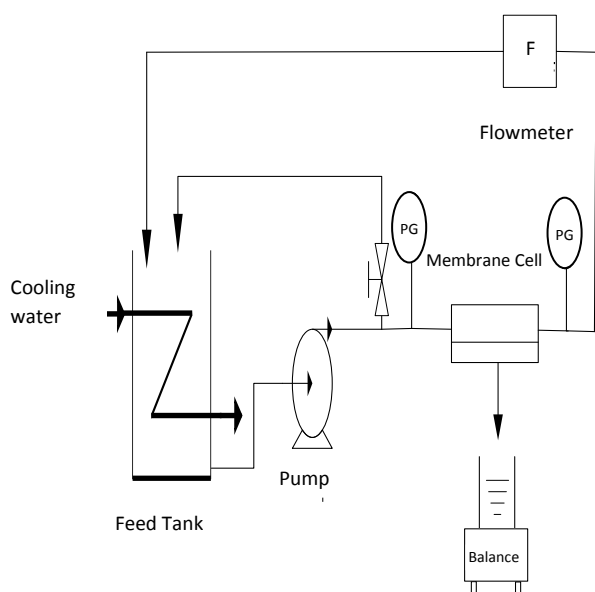 F
Flowmeter
PG
PG
Membrane Cell
Cooling
water
Pump
Feed Tank
Balance